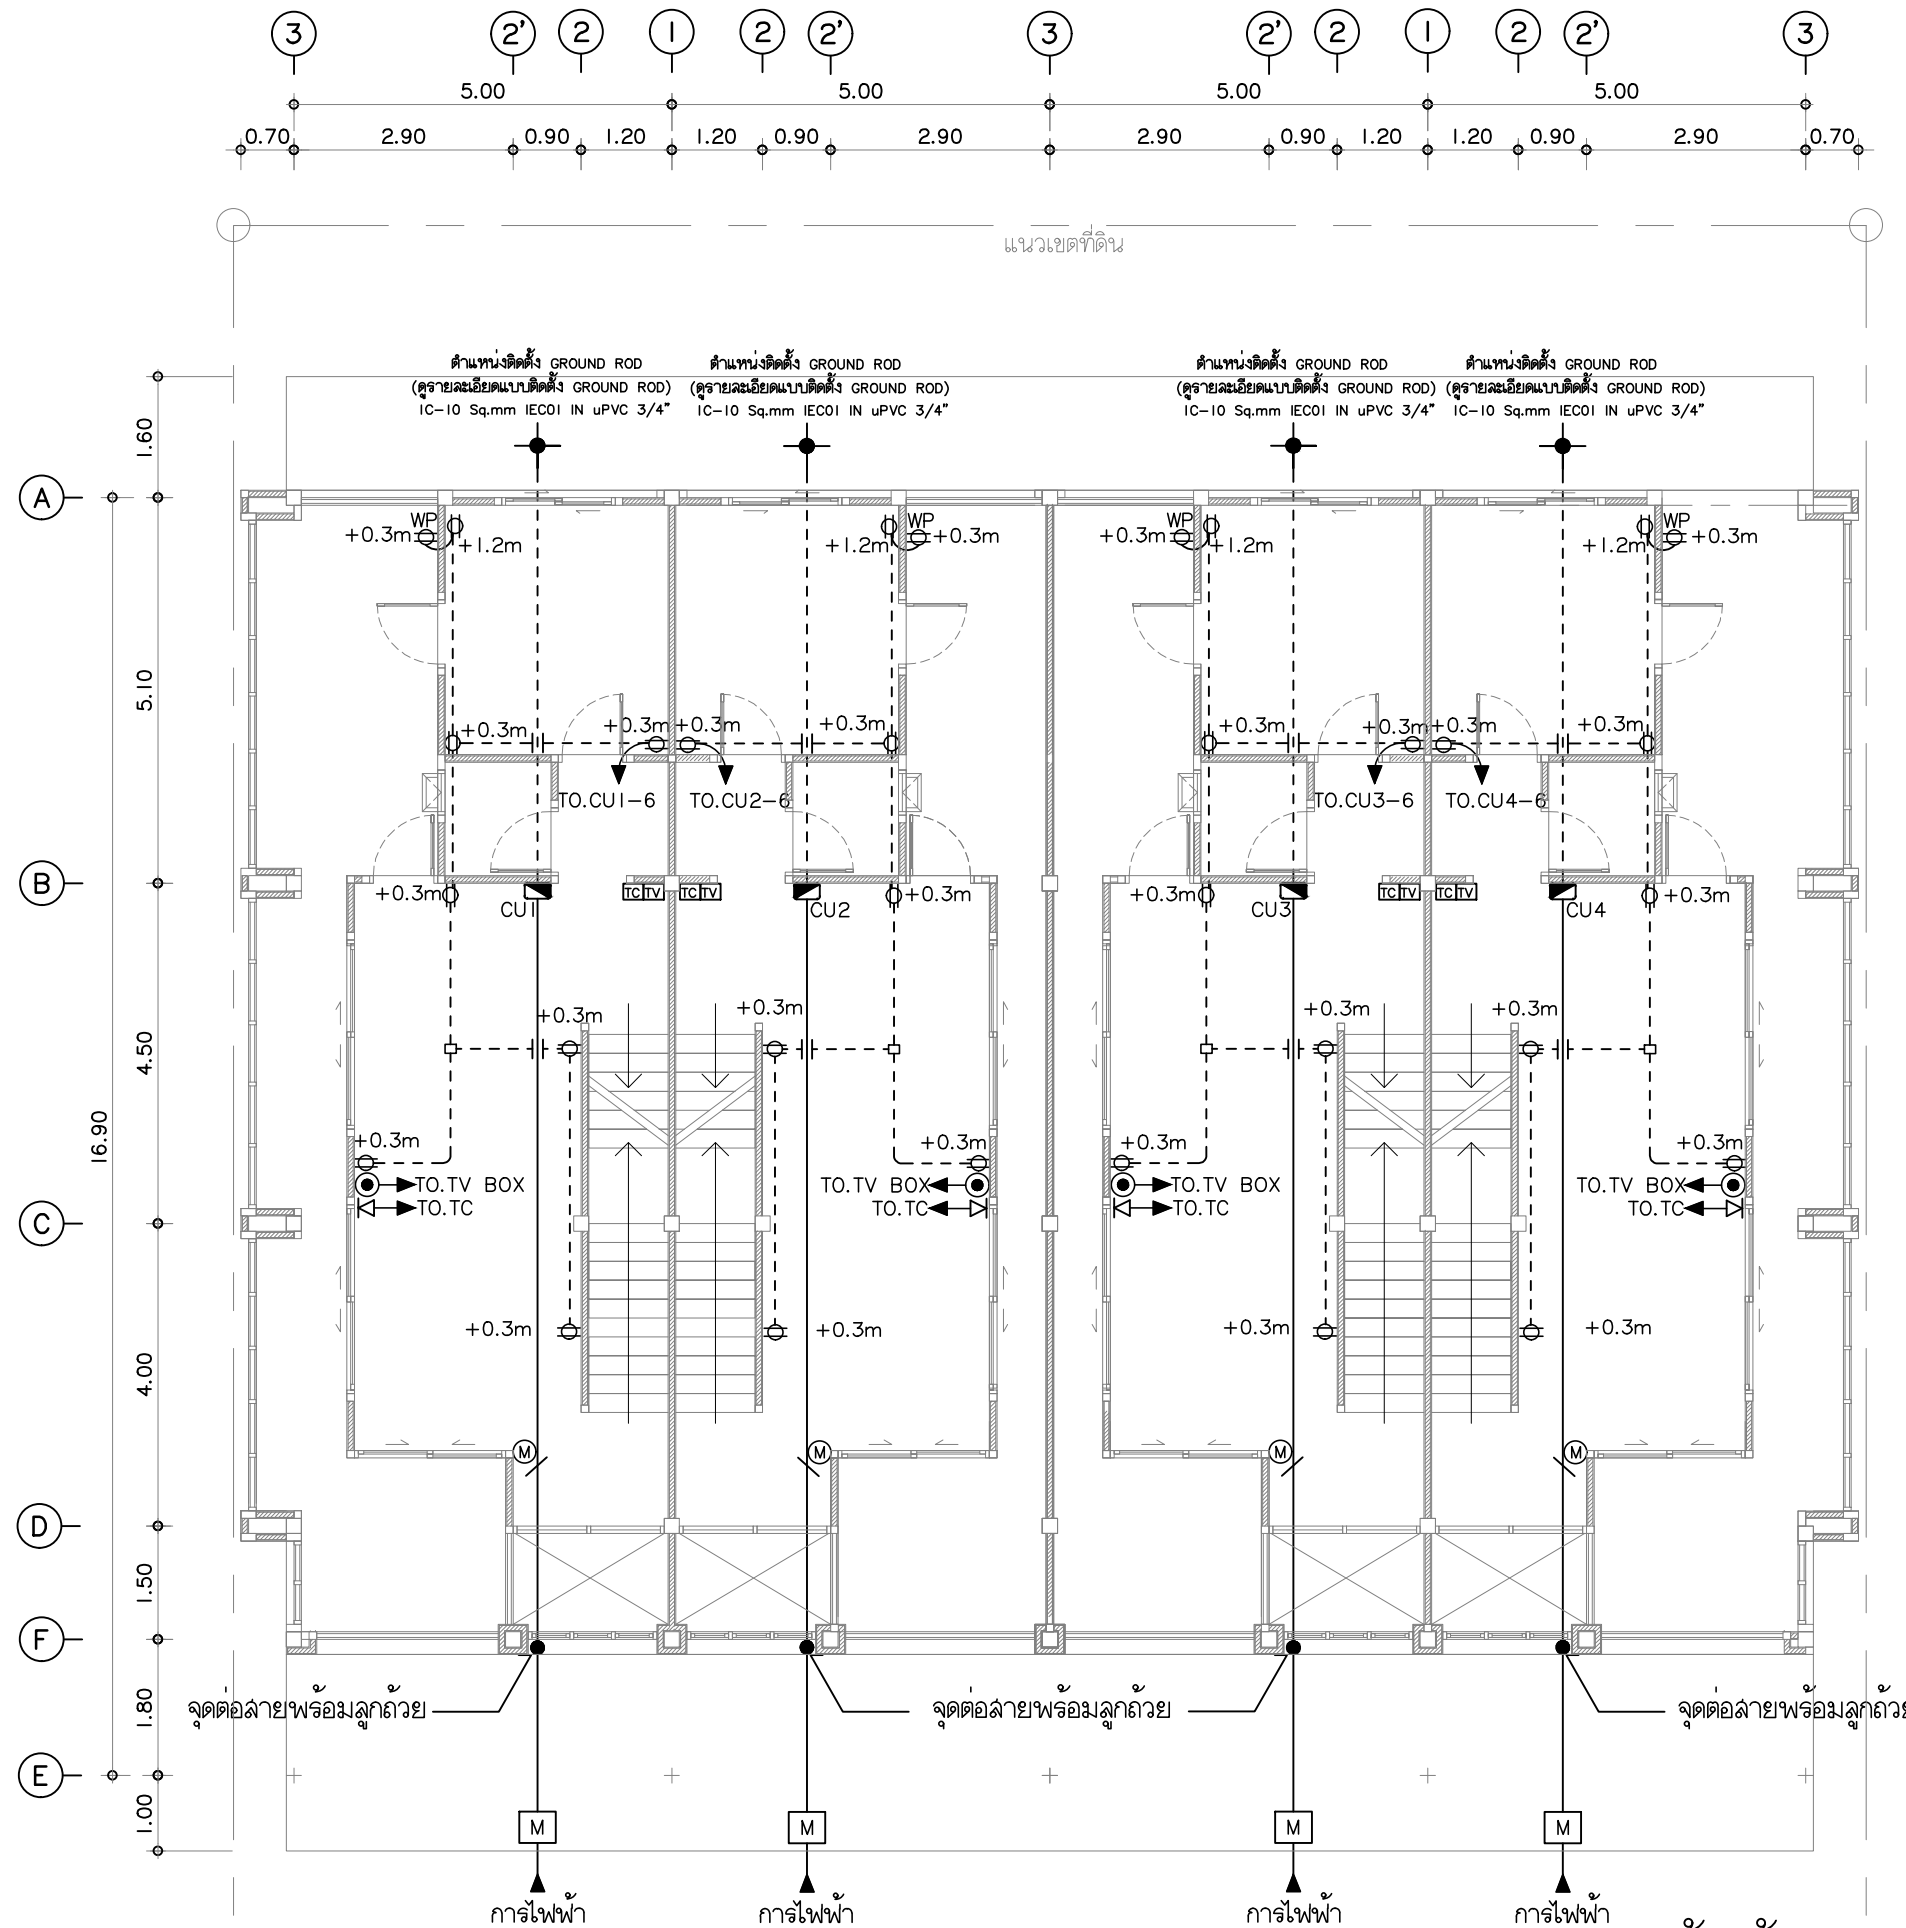 3 2' 2 1 2 2' 3 2' 2 1 2 2' 3
5.00 5.00 5.00 5.00
0.70 2.90 0.90 1.20 1.20 0.90 2.90 2.90 0.90 1.20 1.20 0.90 2.90 0.70
แนวเขตที่ดิน
ตำแหน่งติดตั้ง GROUND ROD
(ดูรายละเอียดแบบติดตั้ง GROUND ROD)
1C-10 Sq.mm IEC01 IN uPVC 3/4"
ตำแหน่งติดตั้ง GROUND ROD
(ดูรายละเอียดแบบติดตั้ง GROUND ROD)
1C-10 Sq.mm IEC01 IN uPVC 3/4"
ตำแหน่งติดตั้ง GROUND ROD
(ดูรายละเอียดแบบติดตั้ง GROUND ROD)
1C-10 Sq.mm IEC01 IN uPVC 3/4"
ตำแหน่งติดตั้ง GROUND ROD
(ดูรายละเอียดแบบติดตั้ง GROUND ROD)
1C-10 Sq.mm IEC01 IN uPVC 3/4"
1.60
A
WP WP WP WP
+0.3m +1.2m +1.2m +0.3m +0.3m +1.2m +1.2m +0.3m
5.10
+0.3m +0.3m +0.3m +0.3m +0.3m +0.3m +0.3m +0.3m
TO.CU1-6 TO.CU2-6 TO.CU3-6 TO.CU4-6
B
+0.3m TC TV TC TV +0.3m +0.3m TC TV TC TV +0.3m
CU1 CU2 CU3 CU4
+0.3m +0.3m +0.3m +0.3m
4.50
16.90
+0.3m +0.3m +0.3m +0.3m
TO.TV BOX TO.TV BOX TO.TV BOX TO.TV BOX
TO.TC TO.TC TO.TC TO.TC
C
+0.3m +0.3m +0.3m +0.3m
4.00
M M M M
D
1.50
F
จุดต่อสายพร้อมลูกถ้วย จุดต่อสายพร้อมลูกถ้วย จุดต่อสายพร้อมลูกถ้วย
1.80
E
1.00
M M M M
การไฟฟ้า การไฟฟ้า การไฟฟ้า การไฟฟ้า